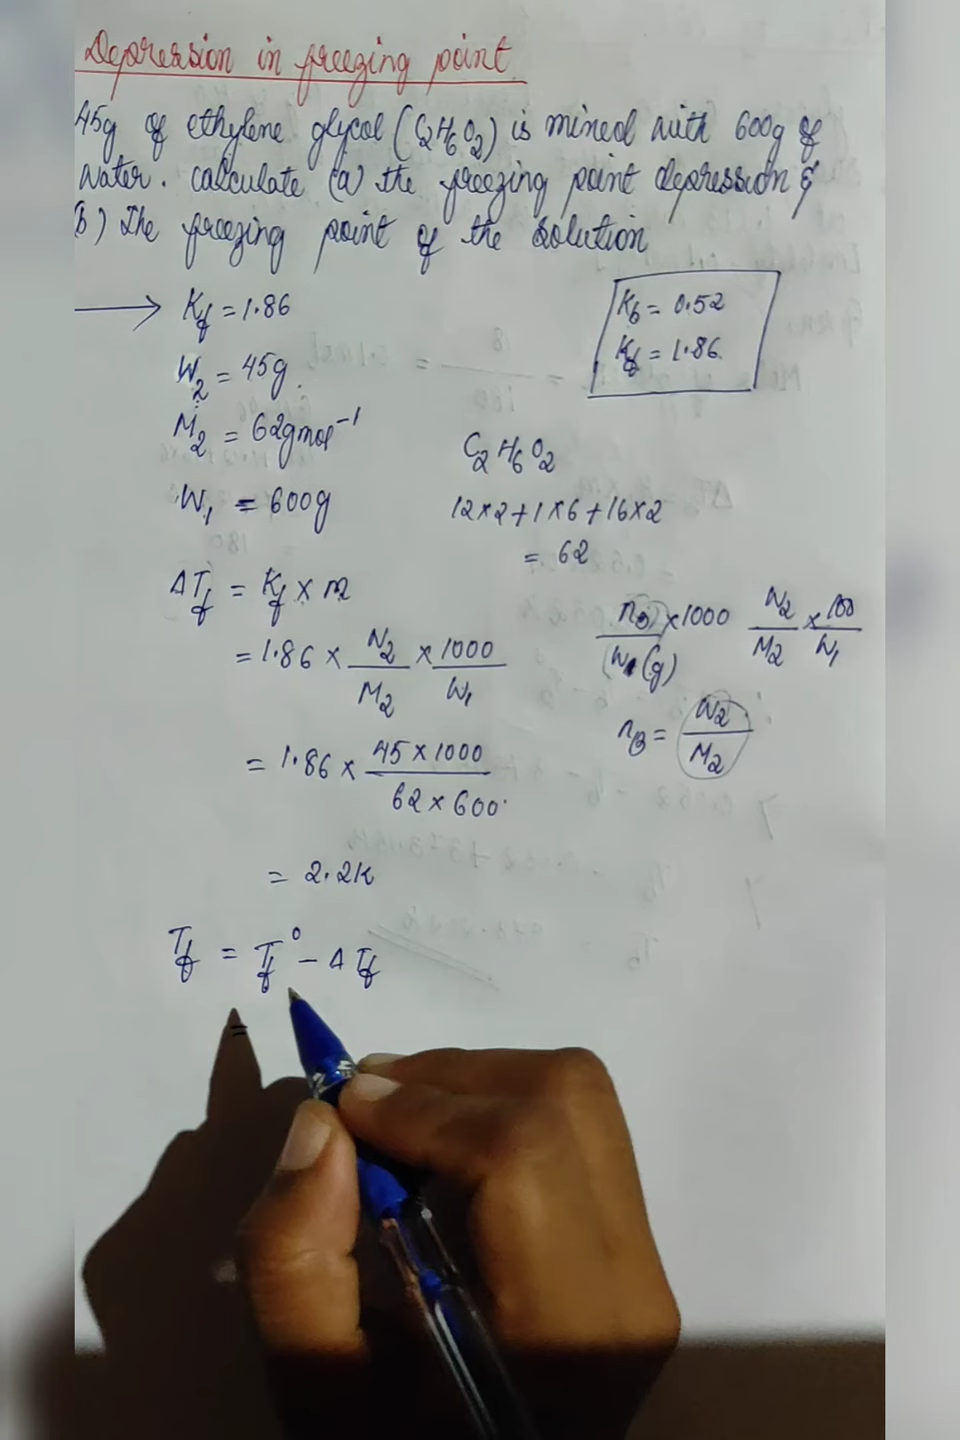 Depression in freezing point
45g of ethylene glycol (C2H6O2) is mixed with 600g of
water. calculate (a) the freezing point depression &
(b) The freezing point of the solution
→ Kf = 1.86
Kb = 0.52
Kf = 1.86
W2 = 45g
M2 = 62gmol⁻¹
W1 = 600g
C2H6O2
12×2+1×6+16×2
= 62
ΔTf = Kf × m
= 1.86 × W2/M2 × 1000/W1
nB/W1(g) × 1000
W2/M2 × 100/W1
nB = W2/M2
= 1.86 × 45×1000/62×600
= 2.2K
Tf = Tf° − ΔTf
=